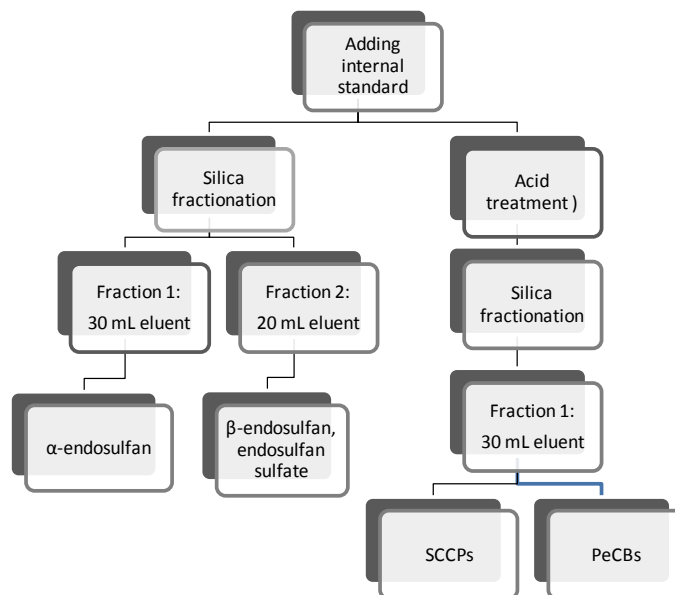 Adding
internal
standard
Silica
fractionation
Acid
treatment )
Fraction 1:
30 mL eluent
Fraction 2:
20 mL eluent
Silica
fractionation
α-endosulfan
β-endosulfan,
endosulfan
sulfate
Fraction 1:
30 mL eluent
SCCPs
PeCBs